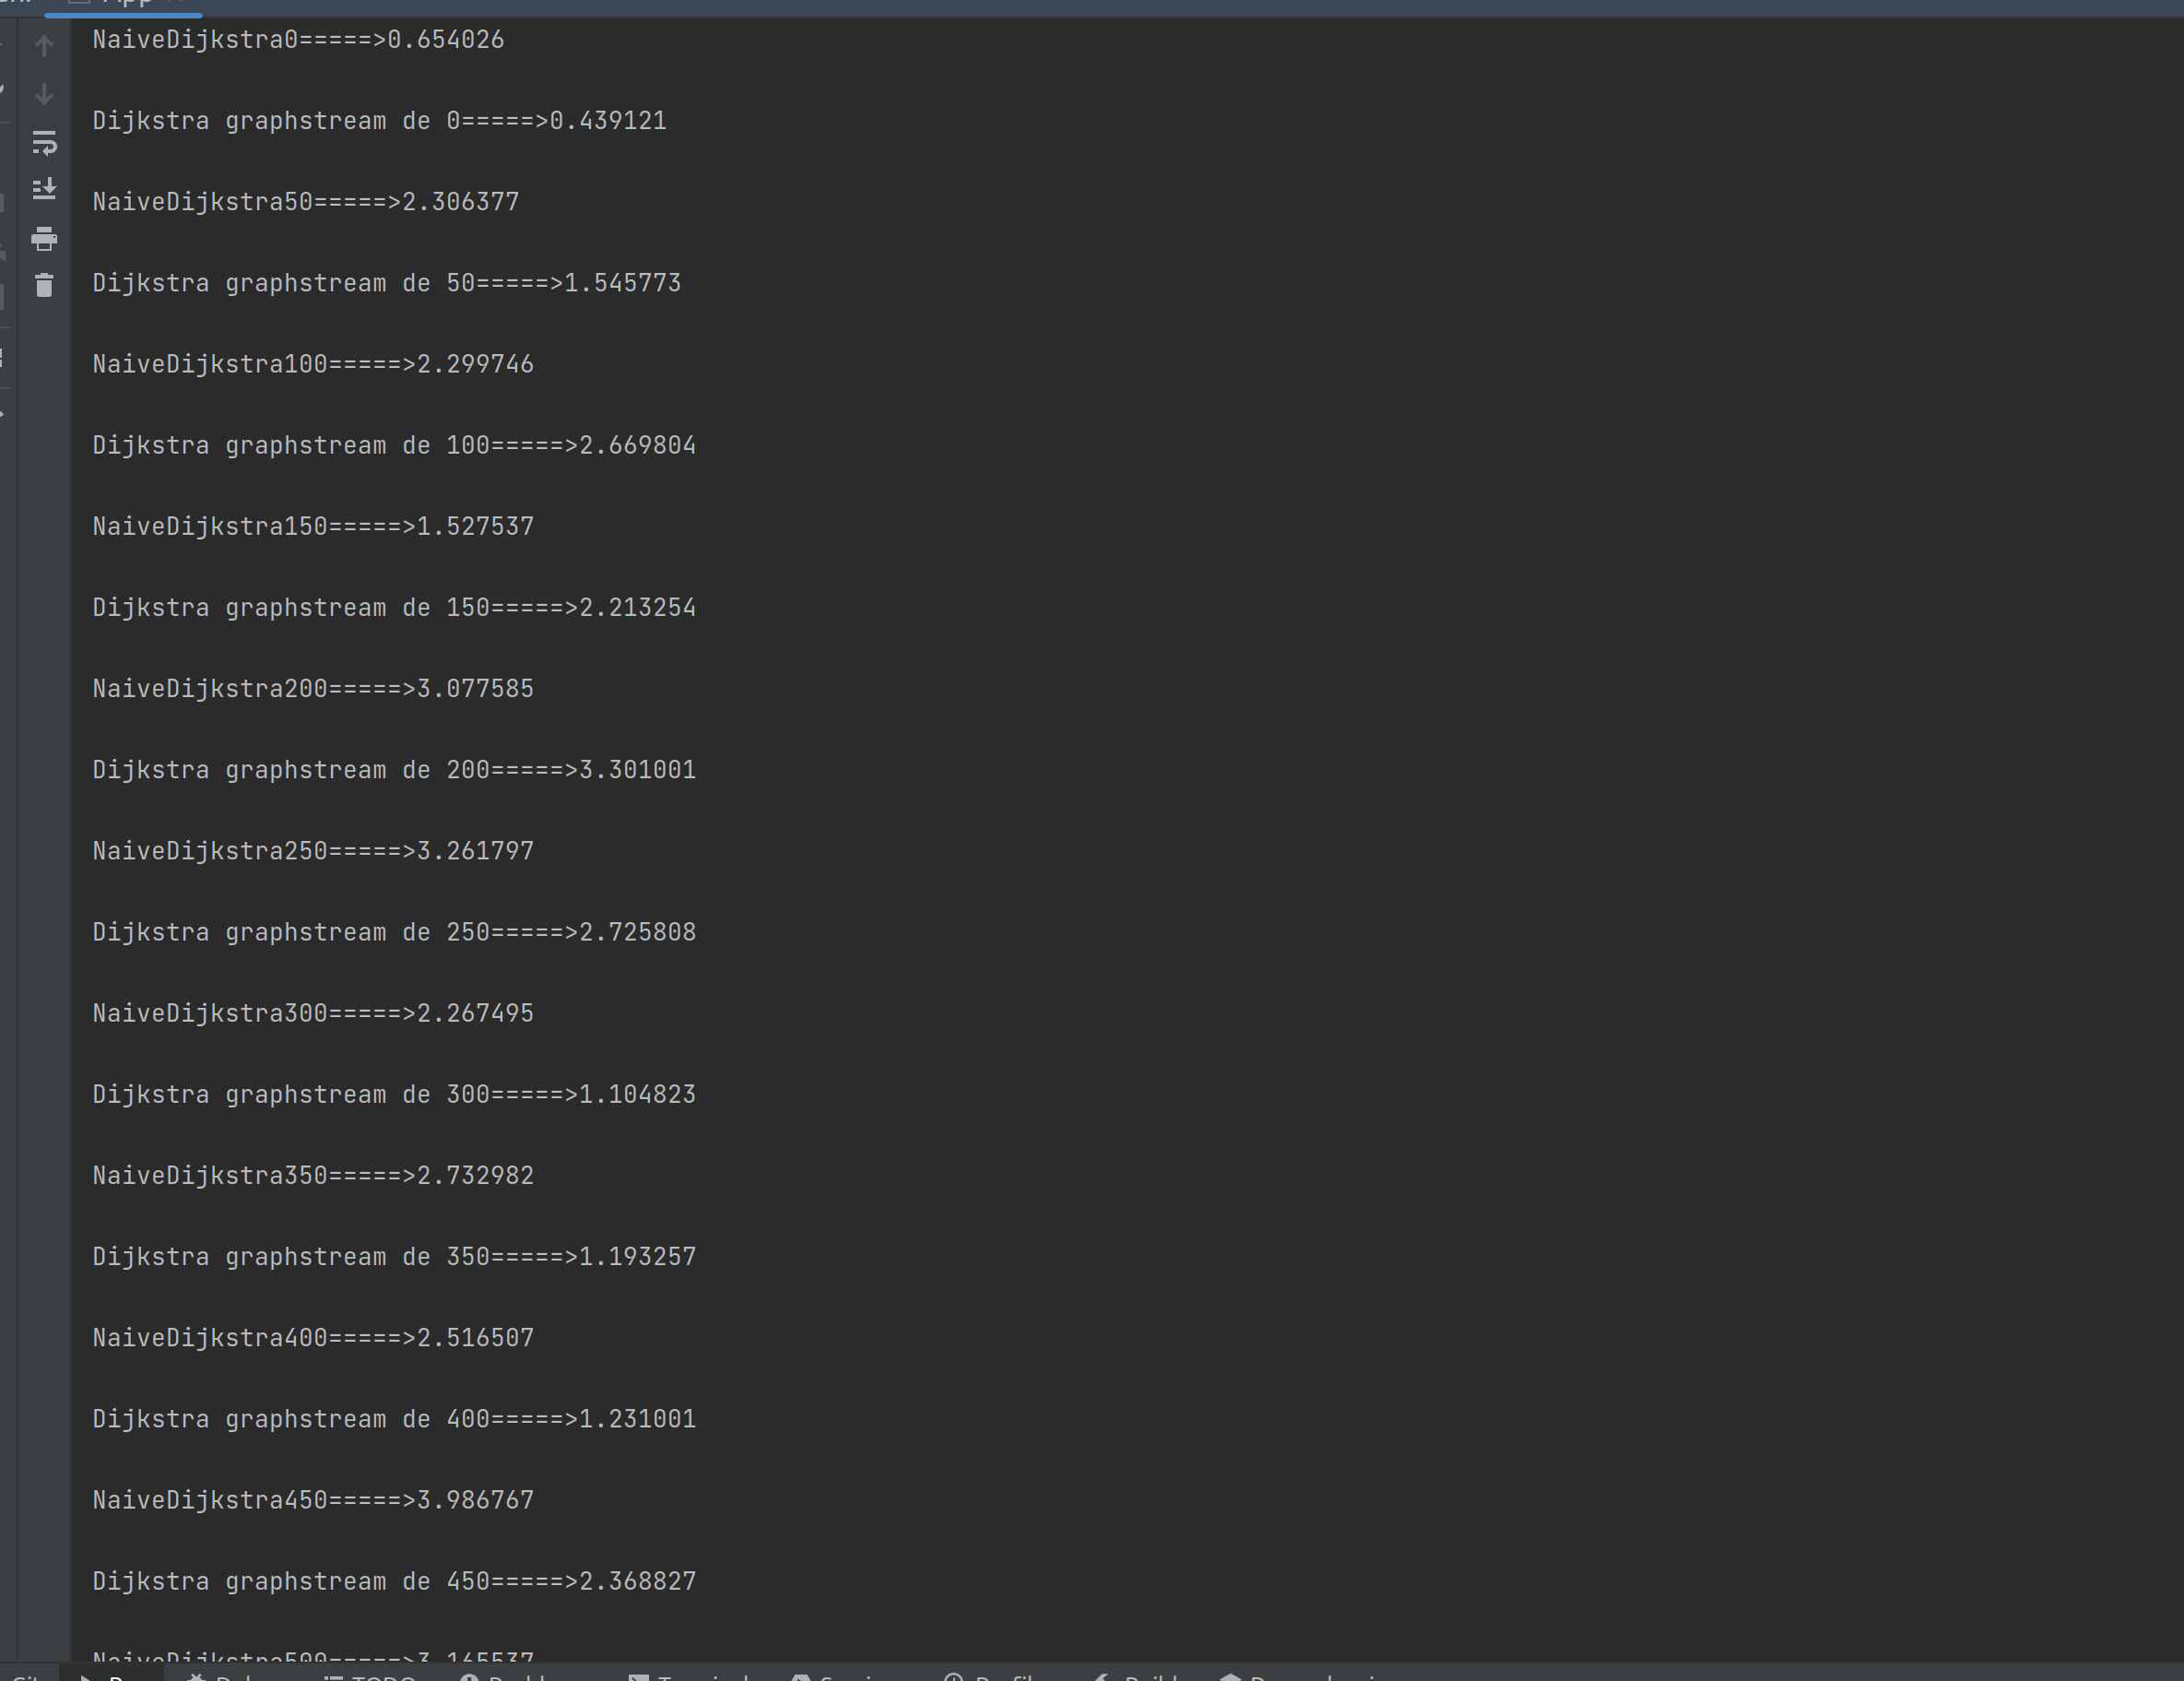 NaiveDijkstra0=====>0.654026
Dijkstra graphstream de 0=====>0.439121
NaiveDijkstra50=====>2.306377
Dijkstra graphstream de 50=====>1.545773
NaiveDijkstra100=====>2.299746
Dijkstra graphstream de 100=====>2.669804
NaiveDijkstra150=====>1.527537
Dijkstra graphstream de 150=====>2.213254
NaiveDijkstra200=====>3.077585
Dijkstra graphstream de 200=====>3.301001
NaiveDijkstra250=====>3.261797
Dijkstra graphstream de 250=====>2.725808
NaiveDijkstra300=====>2.267495
Dijkstra graphstream de 300=====>1.104823
NaiveDijkstra350=====>2.732982
Dijkstra graphstream de 350=====>1.193257
NaiveDijkstra400=====>2.516507
Dijkstra graphstream de 400=====>1.231001
NaiveDijkstra450=====>3.986767
Dijkstra graphstream de 450=====>2.368827
NaiveDijkstra500=====>3.165537